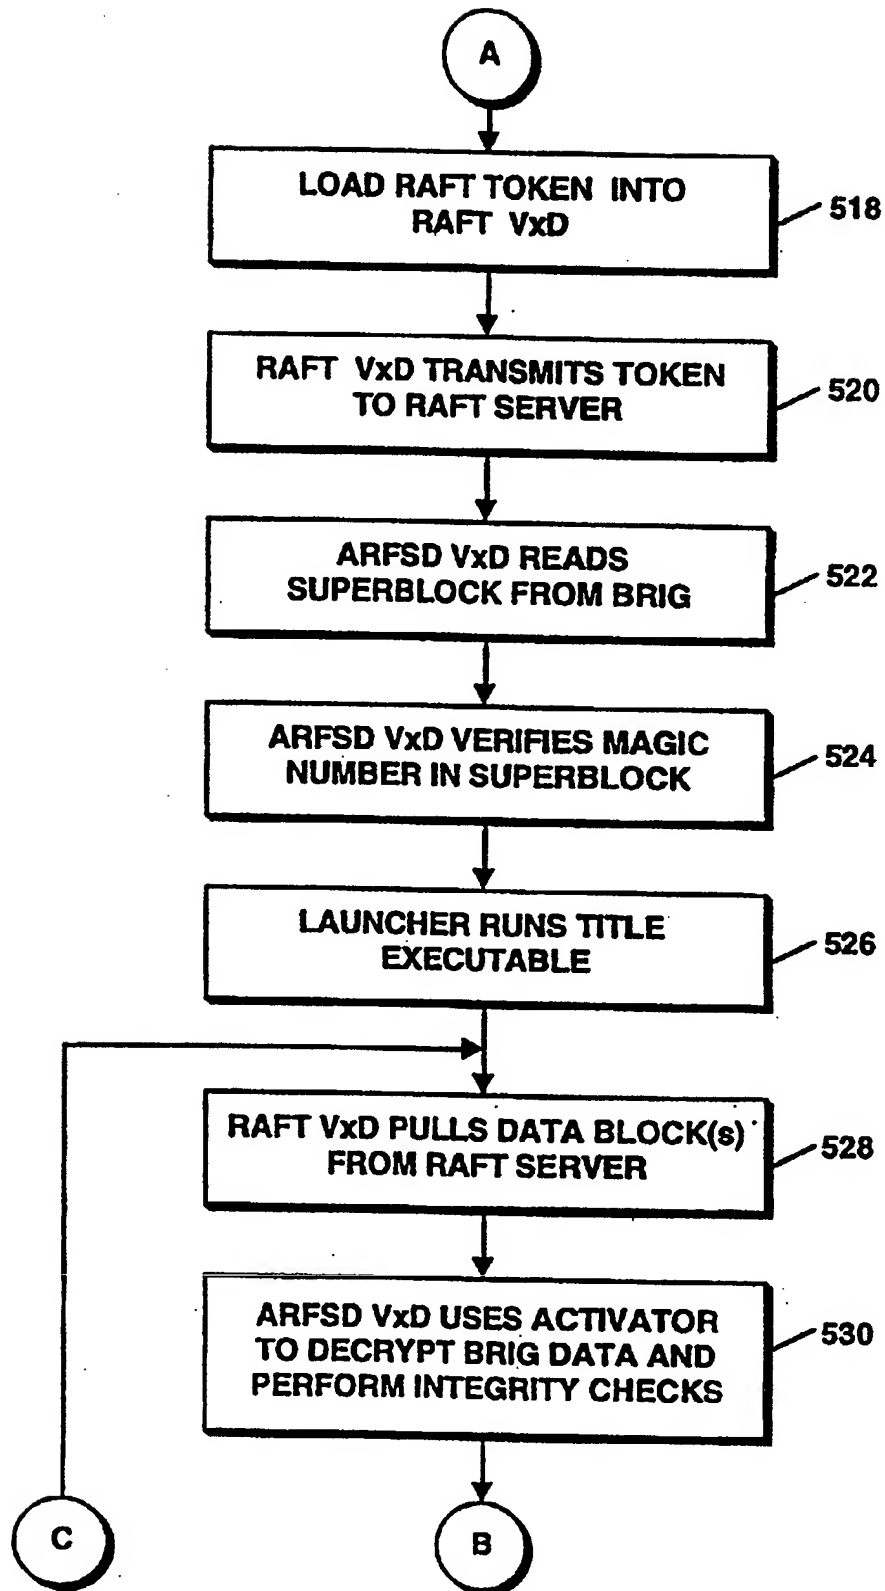 A
LOAD RAFT TOKEN INTO
RAFT VxD
518
RAFT VxD TRANSMITS TOKEN
TO RAFT SERVER
520
ARFSD VxD READS
SUPERBLOCK FROM BRIG
522
ARFSD VxD VERIFIES MAGIC
NUMBER IN SUPERBLOCK
524
LAUNCHER RUNS TITLE
EXECUTABLE
526
RAFT VxD PULLS DATA BLOCK(s)
FROM RAFT SERVER
528
ARFSD VxD USES ACTIVATOR
TO DECRYPT BRIG DATA AND
PERFORM INTEGRITY CHECKS
530
C
B